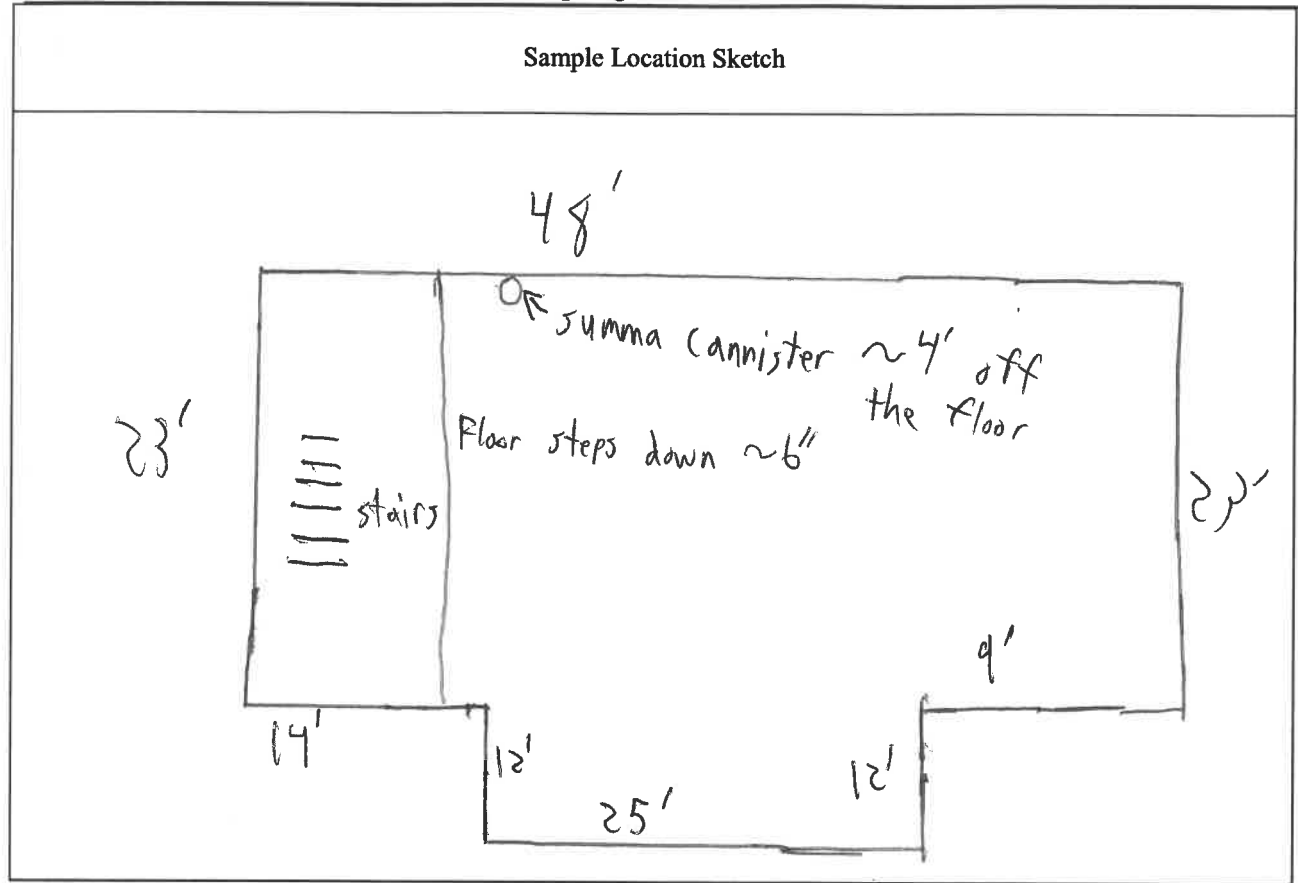 Sample Location Sketch
48'
summa cannister ~4' off
the floor
23'
Floor steps down ~6"
stairs
23'
9'
14'
12'
12'
25'